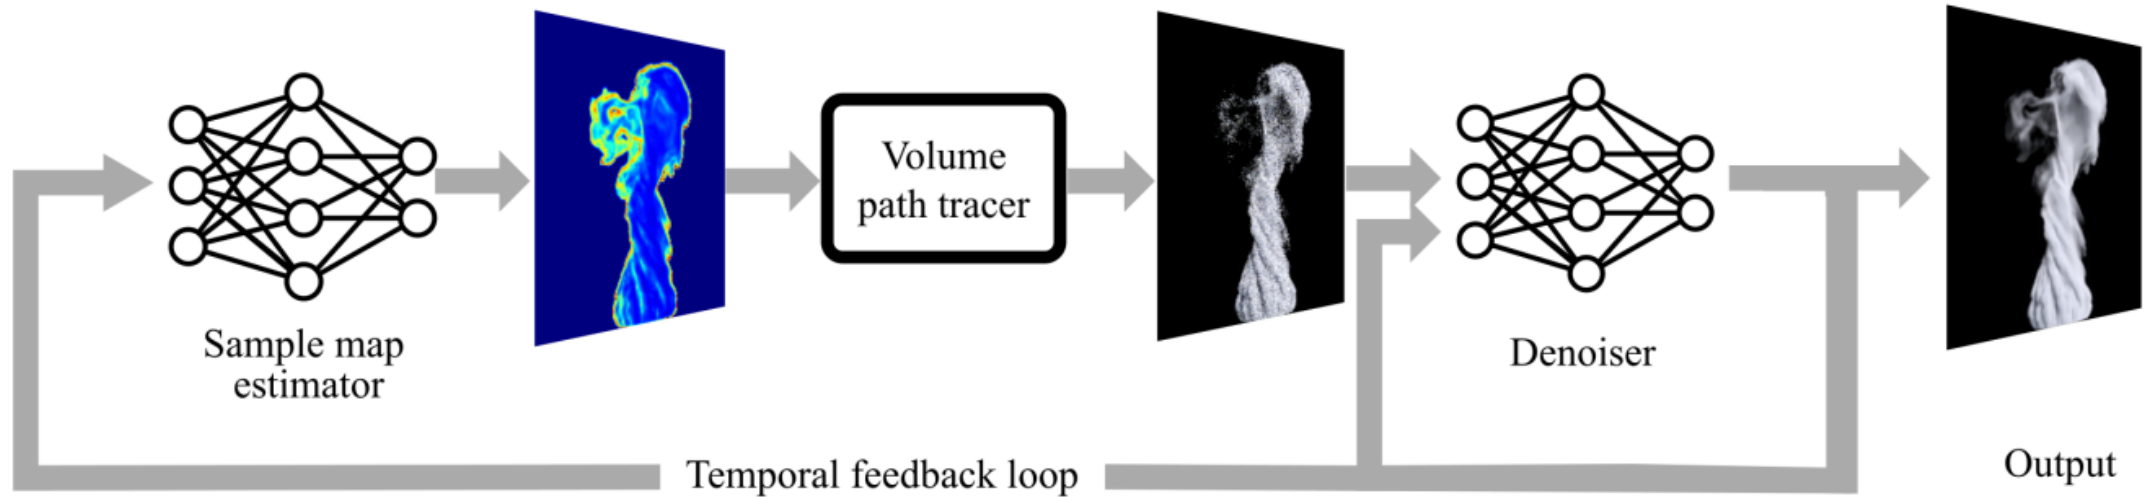 Sample map
estimator
Volume
path tracer
Denoiser
Output
Temporal feedback loop